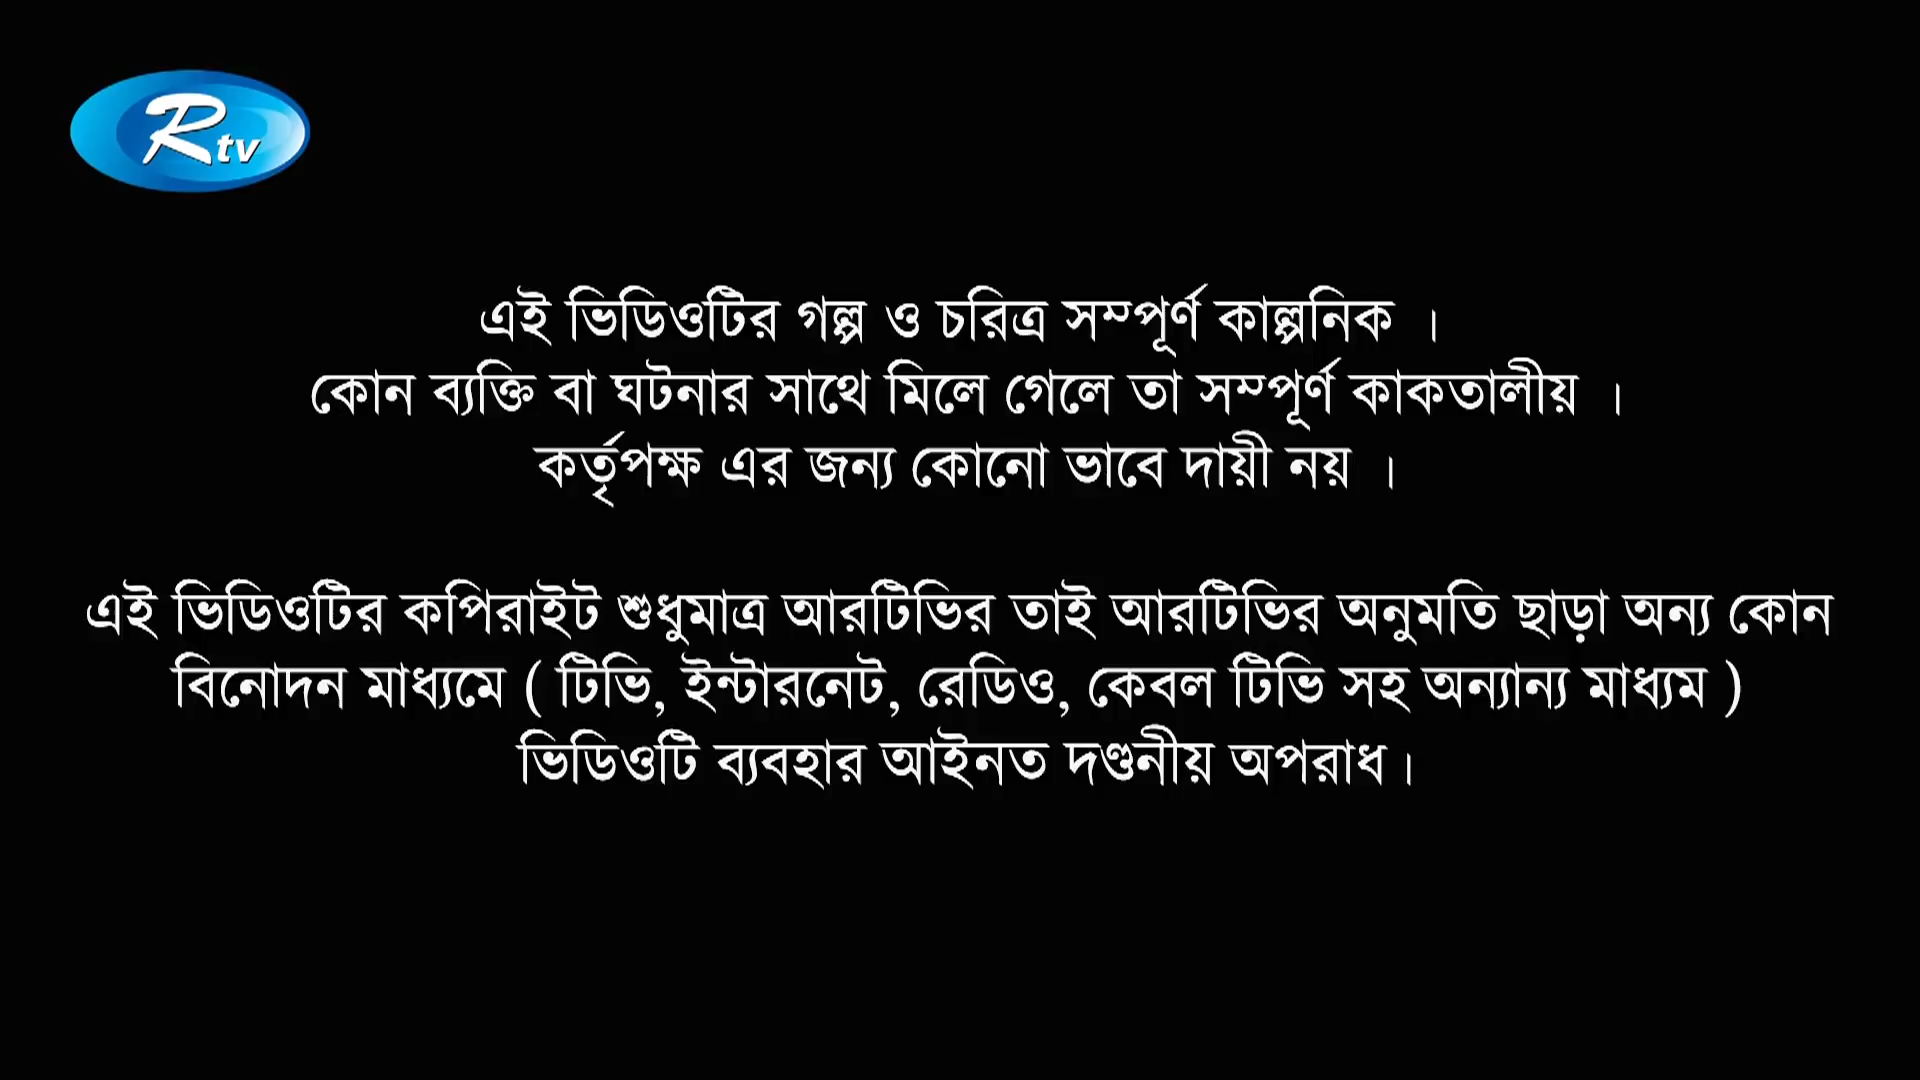 Rtv
এই ভিডিওটির গল্প ও চরিত্র সম্পূর্ণ কাল্পনিক ।
কোন ব্যক্তি বা ঘটনার সাথে মিলে গেলে তা সম্পূর্ণ কাকতালীয় ।
কর্তৃপক্ষ এর জন্য কোনো ভাবে দায়ী নয় ।
এই ভিডিওটির কপিরাইট শুধুমাত্র আরটিভির তাই আরটিভির অনুমতি ছাড়া অন্য কোন
বিনোদন মাধ্যমে ( টিভি, ইন্টারনেট, রেডিও, কেবল টিভি সহ অন্যান্য মাধ্যম )
ভিডিওটি ব্যবহার আইনত দণ্ডনীয় অপরাধ।